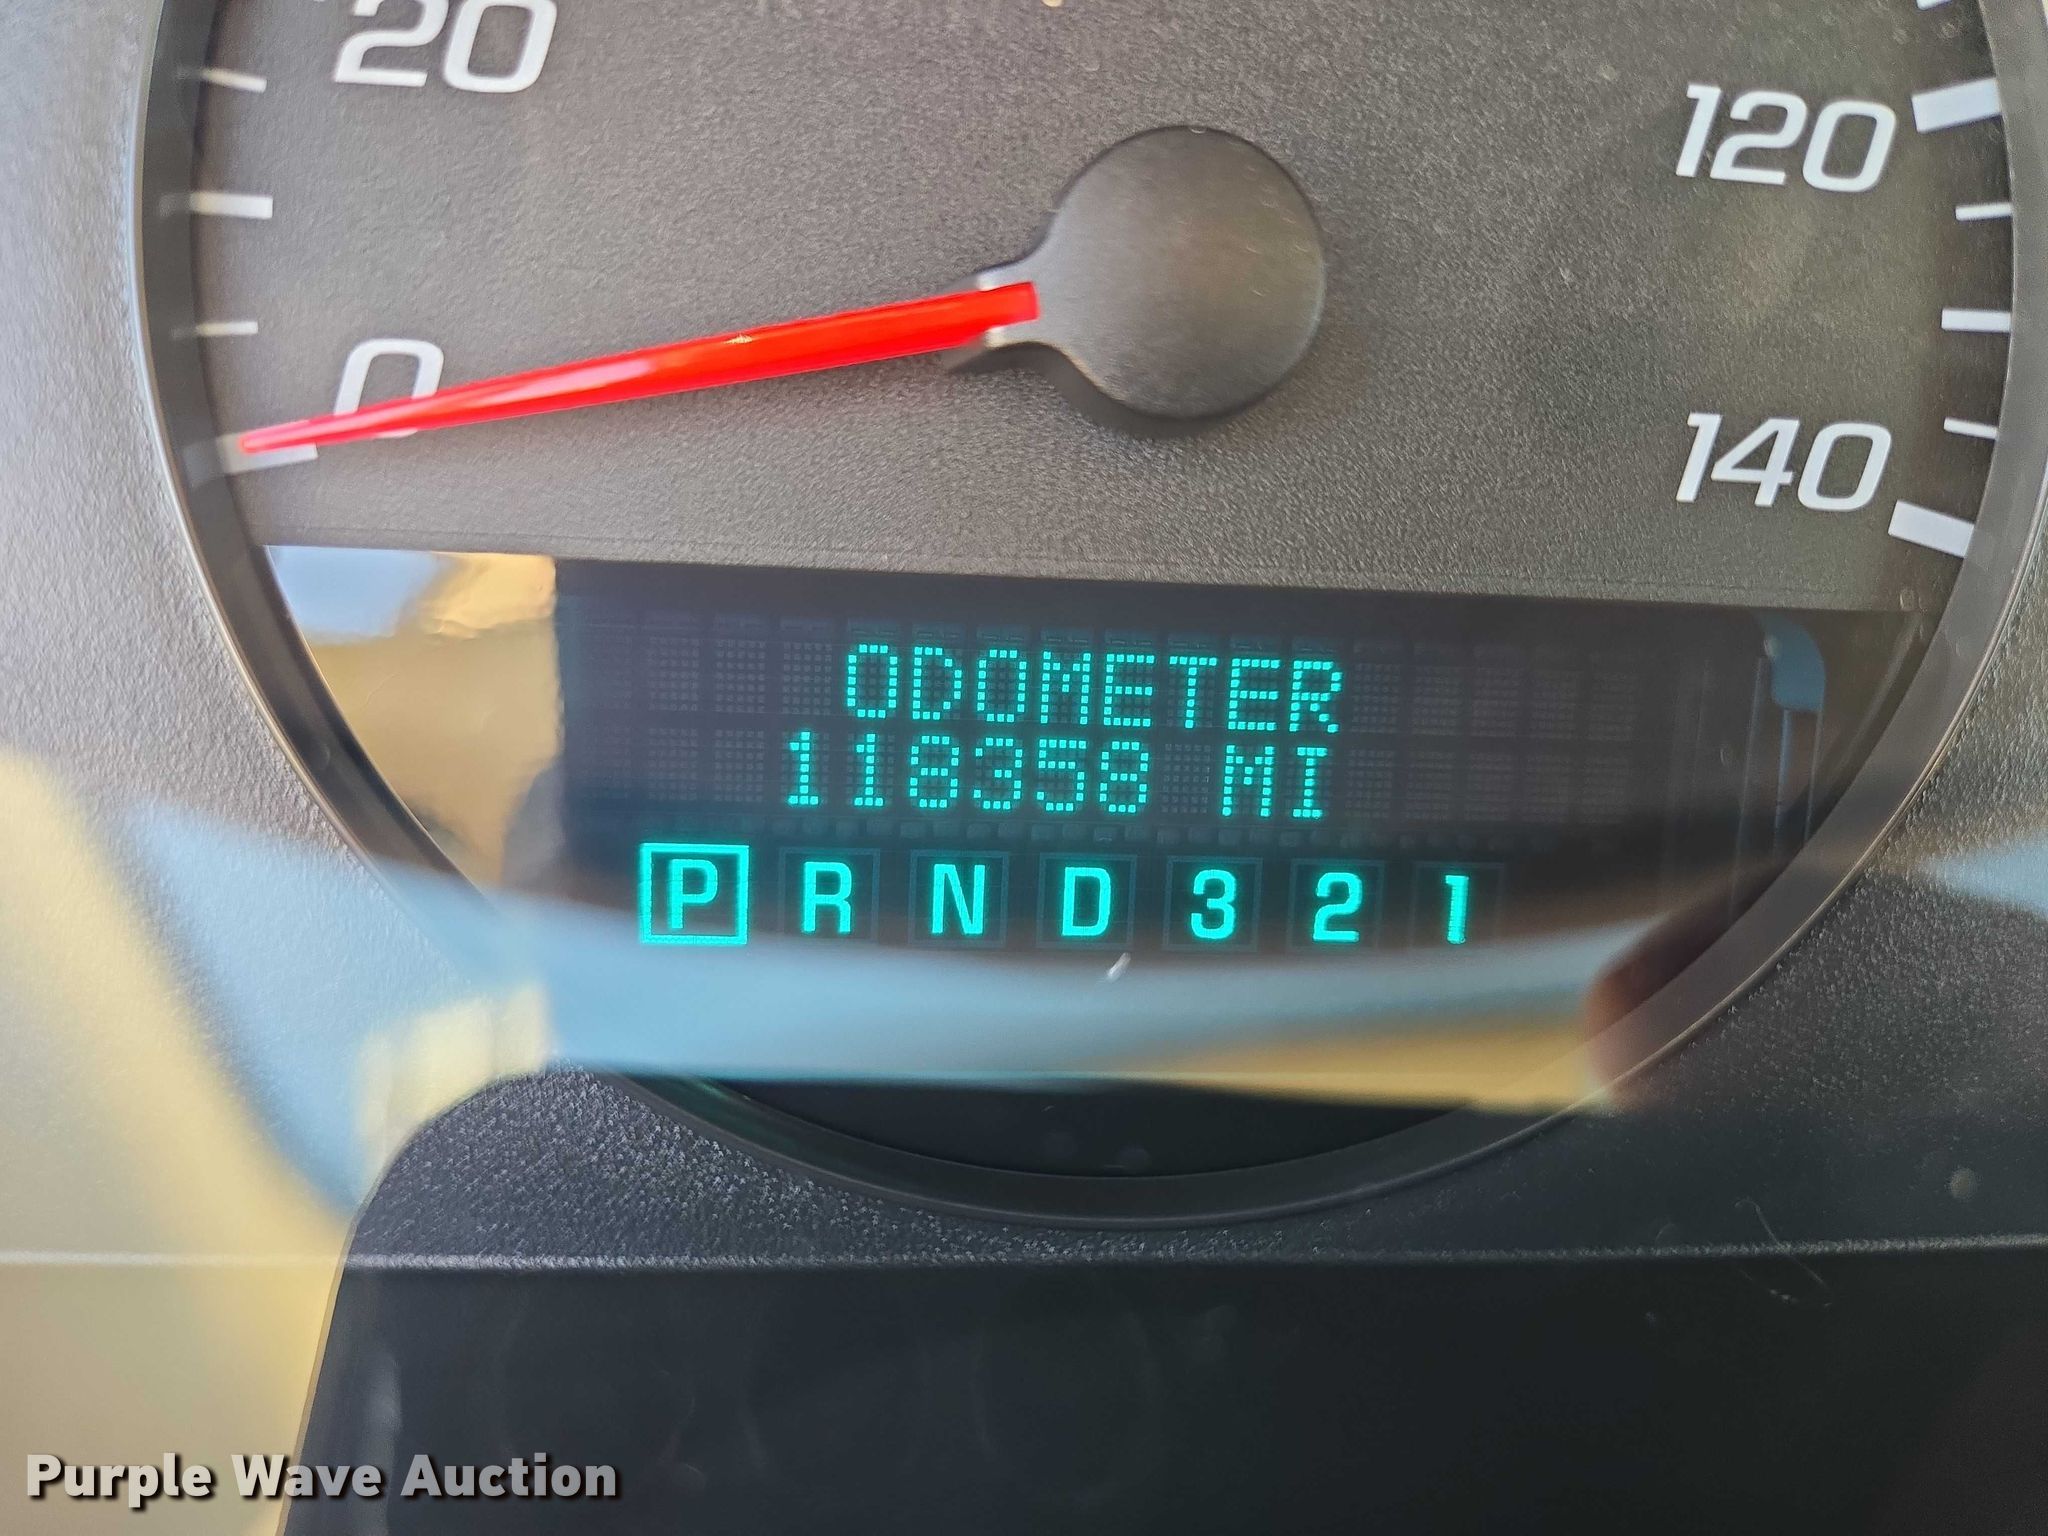 20
120
0
140
ODOMETER
118358 MI
P R N D 3 2 1
Purple Wave Auction